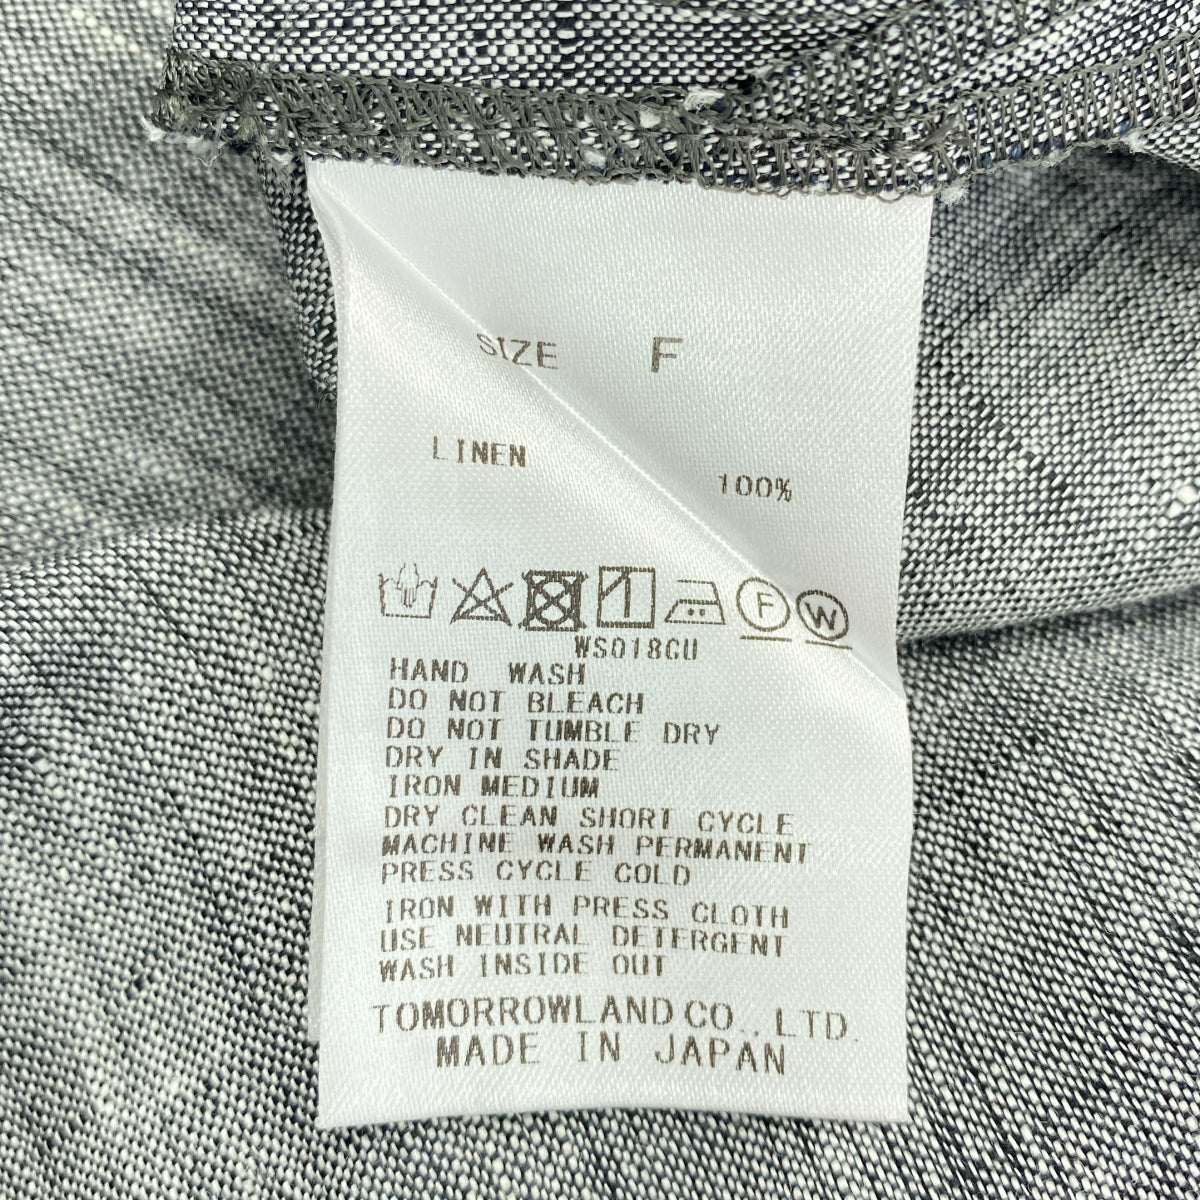 SIZE F
LINEN
100%
F W
WS018CU
HAND WASH
DO NOT BLEACH
DO NOT TUMBLE DRY
DRY IN SHADE
IRON MEDIUM
DRY CLEAN SHORT CYCLE
MACHINE WASH PERMANENT
PRESS CYCLE COLD
IRON WITH PRESS CLOTH
USE NEUTRAL DETERGENT
WASH INSIDE OUT
TOMORROWLAND CO., LTD.
MADE IN JAPAN